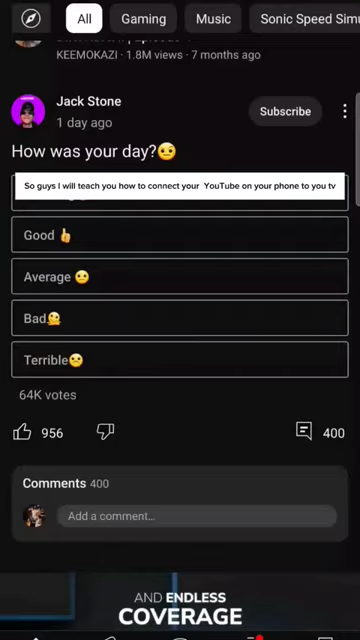 All
Gaming
Music
Sonic Speed Simu
KEEMOKAZI · 1.8M views · 7 months ago
Jack Stone
1 day ago
Subscribe
How was your day?🤨
So guys I will teach you how to connect your YouTube on your phone to you tv
Good 👆
Average 😐
Bad🫠
Terrible☹️
64K votes
956
400
Comments 400
Add a comment...
AND ENDLESS
COVERAGE